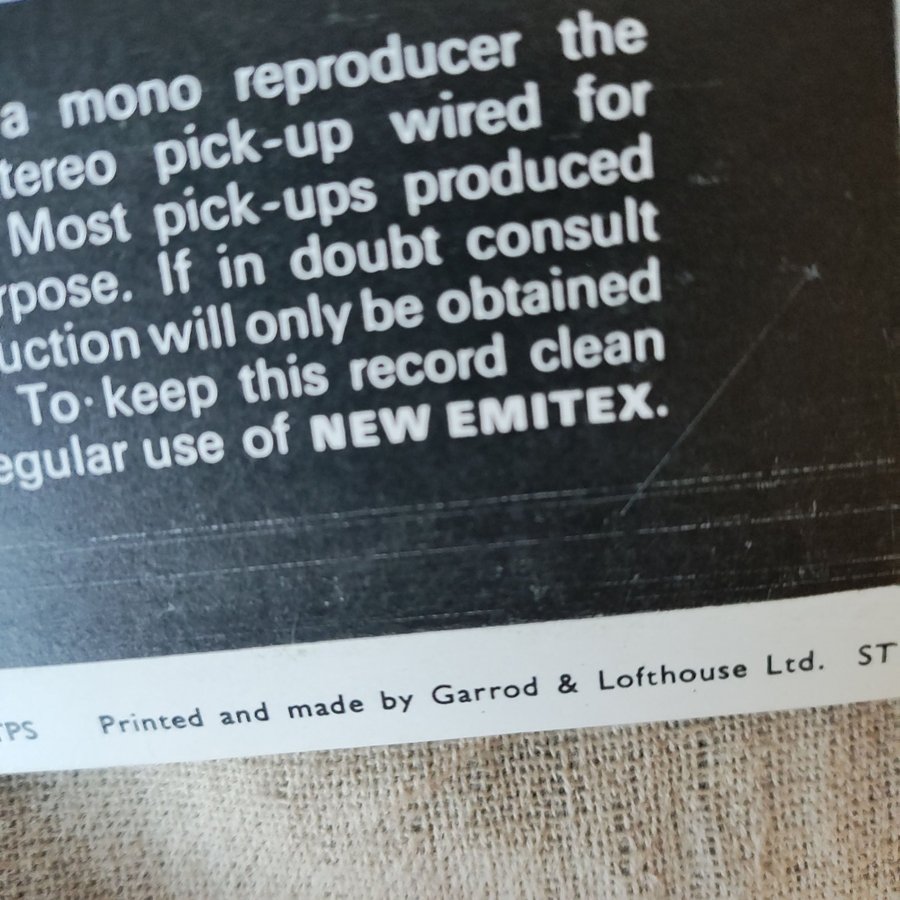 a mono reproducer the
tereo pick-up wired for
Most pick-ups produced
rpose. If in doubt consult
uction will only be obtained
To keep this record clean
egular use of NEW EMITEX.
TPS Printed and made by Garrod & Lofthouse Ltd. ST